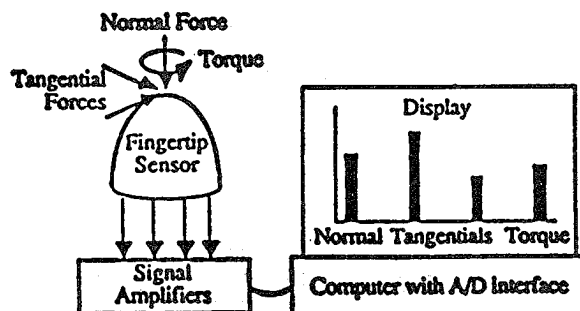 Normal Force
Torque
Tangential
Forces
Fingertip
Sensor
Display
Normal Tangentials Torque
Signal
Amplifiers
Computer with A/D Interface